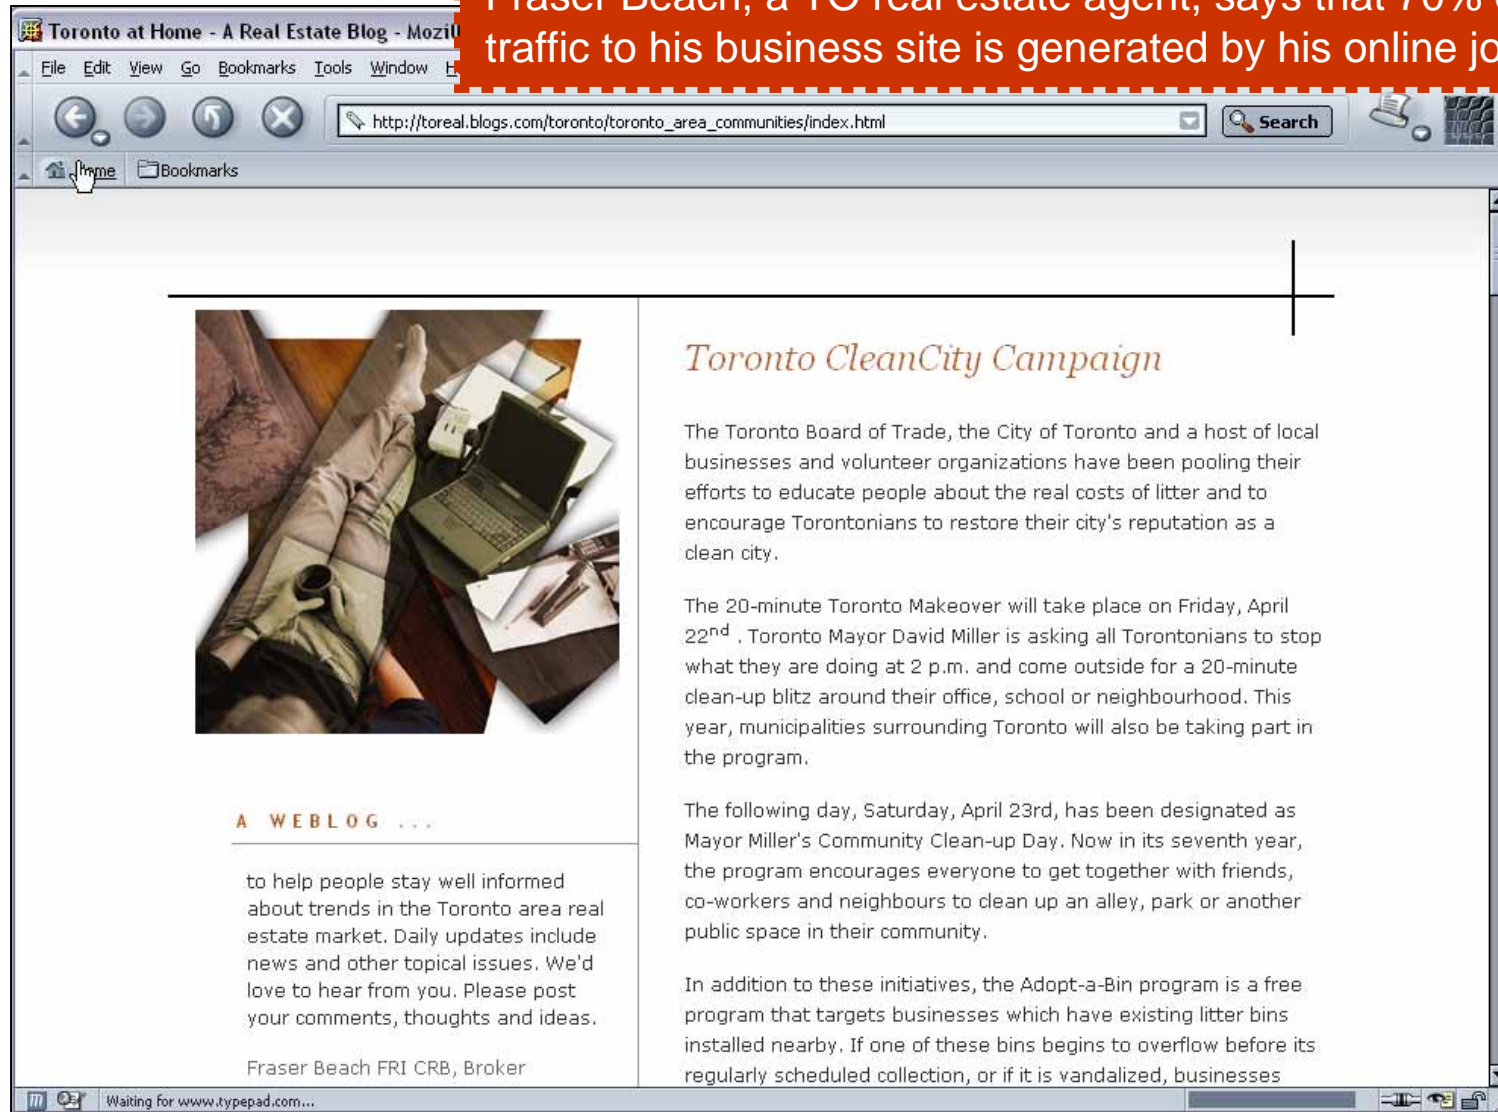 Fraser Beach, a TO real estate agent, says that 70%
traffic to his business site is generated by his online
Toronto at Home - A Real Estate Blog -
File Edit View Go Bookmarks Tools Window
http://toreal.blogs.com/toronto/toronto_area_communities/index.html
Search
Home Bookmarks
Toronto CleanCity Campaign
The Toronto Board of Trade, the City of Toronto and a host of local
businesses and volunteer organizations have been pooling their
efforts to educate people about the real costs of litter and to
encourage Torontonians to restore their city's reputation as a
clean city.
The 20-minute Toronto Makeover will take place on Friday, April
22nd . Toronto Mayor David Miller is asking all Torontonians to stop
what they are doing at 2 p.m. and come outside for a 20-minute
clean-up blitz around their office, school or neighbourhood. This
year, municipalities surrounding Toronto will also be taking part in
the program.
The following day, Saturday, April 23rd, has been designated as
Mayor Miller's Community Clean-up Day. Now in its seventh year,
the program encourages everyone to get together with friends,
co-workers and neighbours to clean up an alley, park or another
public space in their community.
In addition to these initiatives, the Adopt-a-Bin program is a free
program that targets businesses which have existing litter bins
installed nearby. If one of these bins begins to overflow before its
regularly scheduled collection, or if it is vandalized, businesses
A WEBLOG ...
to help people stay well informed
about trends in the Toronto area real
estate market. Daily updates include
news and other topical issues. We'd
love to hear from you. Please post
your comments, thoughts and ideas.
Fraser Beach FRI CRB, Broker
Waiting for www.typepad.com...